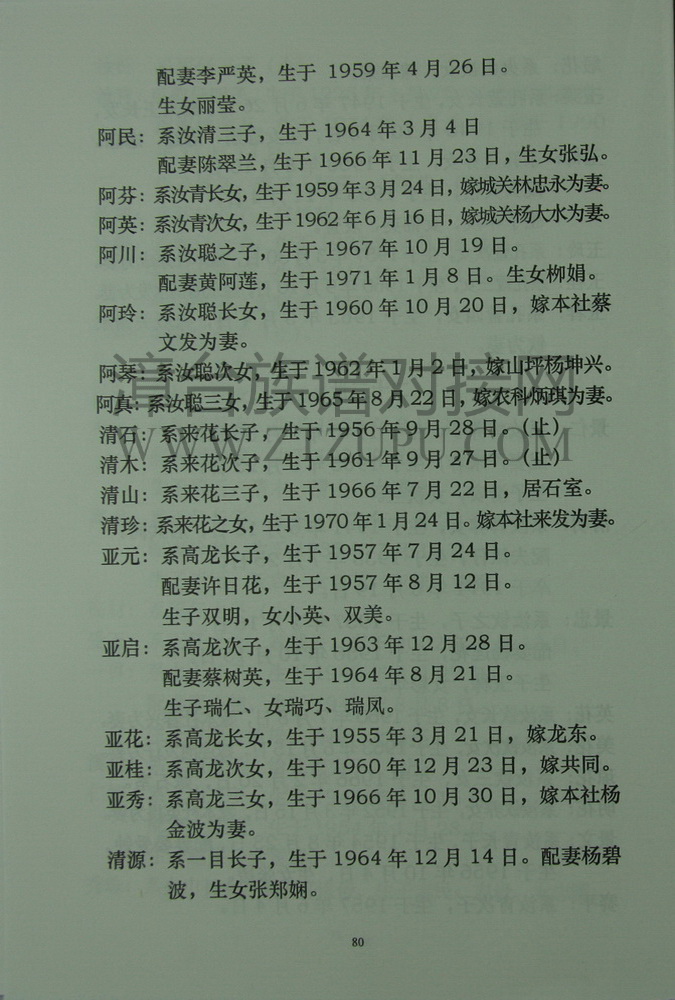 配妻李严英，生于 1959 年 4 月 26 日。
生女丽莹。
阿民：系汝清三子，生于 1964 年 3 月 4 日
配妻陈翠兰，生于 1966 年 11 月 23 日，生女张弘。
阿芬：系汝青长女，生于 1959 年 3 月 24 日，嫁城关林忠永为妻。
阿英：系汝青次女，生于 1962 年 6 月 16 日，嫁城关杨大水为妻。
阿川：系汝聪之子，生于 1967 年 10 月 19 日。
配妻黄阿莲，生于 1971 年 1 月 8 日。生女柳娟。
阿玲：系汝聪长女，生于 1960 年 10 月 20 日，嫁本社蔡
文发为妻。
阿琴：系汝聪次女，生于 1962 年 1 月 2 日，嫁山坪杨坤兴。
阿真：系汝聪三女，生于 1965 年 8 月 22 日，嫁农科炳琪为妻。
清石：系来花长子，生于 1956 年 9 月 28 日。(止)
清木：系来花次子，生于 1961 年 9 月 27 日。(止)
清山：系来花三子，生于 1966 年 7 月 22 日，居石室。
清珍：系来花之女，生于 1970 年 1 月 24 日。嫁本社来发为妻。
亚元：系高龙长子，生于 1957 年 7 月 24 日。
配妻许日花，生于 1957 年 8 月 12 日。
生子双明，女小英、双美。
亚启：系高龙次子，生于 1963 年 12 月 28 日。
配妻蔡树英，生于 1964 年 8 月 21 日。
生子瑞仁、女瑞巧、瑞凤。
亚花：系高龙长女，生于 1955 年 3 月 21 日，嫁龙东。
亚桂：系高龙次女，生于 1960 年 12 月 23 日，嫁共同。
亚秀：系高龙三女，生于 1966 年 10 月 30 日，嫁本社杨
金波为妻。
清源：系一目长子，生于 1964 年 12 月 14 日。配妻杨碧
波，生女张郑娴。
80
漳台族谱对接网
WWW.ZTZUPU.COM